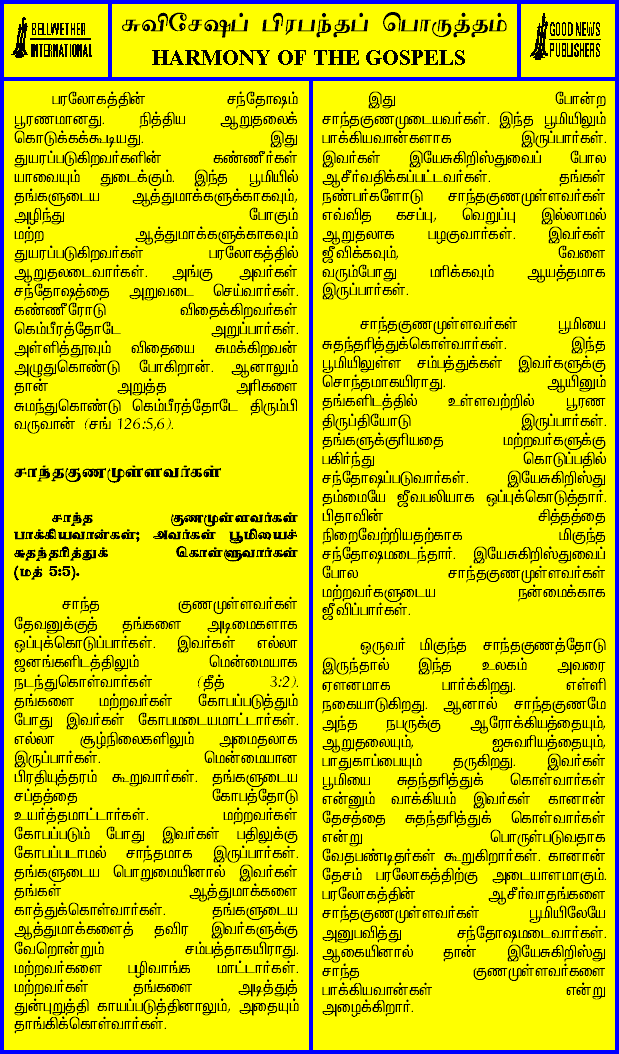 BELLWETHER
INTERNATIONAL
சுவிசேஷப் பிரபந்தப் பொருத்தம்
HARMONY OF THE GOSPELS
GOOD NEWS
PUBLISHERS
பரலோகத்தின் சந்தோஷம்
பூரணமானது. நித்திய ஆறுதலைக்
கொடுக்கக்கூடியது. இது
துயரப்படுகிறவர்களின் கண்ணீர்கள்
யாவையும் துடைக்கும். இந்த பூமியில்
தங்களுடைய ஆத்துமாக்களுக்காகவும்,
அழிந்து போகும்
மற்ற ஆத்துமாக்களுக்காகவும்
துயரப்படுகிறவர்கள் பரலோகத்தில்
ஆறுதலடைவார்கள். அங்கு அவர்கள்
சந்தோஷத்தை அறுவடை செய்வார்கள்.
கண்ணீரோடு விதைக்கிறவர்கள்
கெம்பீரத்தோடே அறுப்பார்கள்.
அள்ளித்தூவும் விதையை சுமக்கிறவன்
அழுதுகொண்டு போகிறான். ஆனாலும்
தான் அறுத்த அரிகளை
சுமந்துகொண்டு கெம்பீரத்தோடே திரும்பி
வருவான் (சங் 126:5,6).
சாந்தகுணமுள்ளவர்கள்
சாந்த குணமுள்ளவர்கள்
பாக்கியவான்கள்; அவர்கள் பூமியைச்
சுதந்தரித்துக் கொள்ளுவார்கள்
(மத் 5:5).
சாந்த குணமுள்ளவர்கள்
தேவனுக்குத் தங்களை அடிமைகளாக
ஒப்புக்கொடுப்பார்கள். இவர்கள் எல்லா
ஜனங்களிடத்திலும் மென்மையாக
நடந்துகொள்வார்கள் (தீத் 3:2).
தங்களை மற்றவர்கள் கோபப்படுத்தும்
போது இவர்கள் கோபமடையமாட்டார்கள்.
எல்லா சூழ்நிலைகளிலும் அமைதலாக
இருப்பார்கள். மென்மையான
பிரதியுத்தரம் கூறுவார்கள். தங்களுடைய
சப்தத்தை கோபத்தோடு
உயர்த்தமாட்டார்கள். மற்றவர்கள்
கோபப்படும் போது இவர்கள் பதிலுக்கு
கோபப்படாமல் சாந்தமாக இருப்பார்கள்.
தங்களுடைய பொறுமையினால் இவர்கள்
தங்கள் ஆத்துமாக்களை
காத்துக்கொள்வார்கள். தங்களுடைய
ஆத்துமாக்களைத் தவிர இவர்களுக்கு
வேறொன்றும் சம்பத்தாகயிராது.
மற்றவர்களை பழிவாங்க மாட்டார்கள்.
மற்றவர்கள் தங்களை அடித்துத்
துன்புறுத்தி காயப்படுத்தினாலும், அதையும்
தாங்கிக்கொள்வார்கள்.
இது போன்ற
சாந்தகுணமுடையவர்கள். இந்த பூமியிலும்
பாக்கியவான்களாக இருப்பார்கள்.
இவர்கள் இயேசுகிறிஸ்துவைப் போல
ஆசீர்வதிக்கப்பட்டவர்கள். தங்கள்
நண்பர்களோடு சாந்தகுணமுள்ளவர்கள்
எவ்வித கசப்பு, வெறுப்பு இல்லாமல்
ஆறுதலாக பழகுவார்கள். இவர்கள்
ஜீவிக்கவும், வேளை
வரும்போது மரிக்கவும் ஆயத்தமாக
இருப்பார்கள்.
சாந்தகுணமுள்ளவர்கள் பூமியை
சுதந்தரித்துக்கொள்வார்கள். இந்த
பூமியிலுள்ள சம்பத்துக்கள் இவர்களுக்கு
சொந்தமாகயிராது. ஆயினும்
தங்களிடத்தில் உள்ளவற்றில் பூரண
திருப்தியோடு இருப்பார்கள்.
தங்களுக்குரியதை மற்றவர்களுக்கு
பகிர்ந்து கொடுப்பதில்
சந்தோஷப்படுவார்கள். இயேசுகிறிஸ்து
தம்மையே ஜீவபலியாக ஒப்புக்கொடுத்தார்.
பிதாவின் சித்தத்தை
நிறைவேற்றியதற்காக மிகுந்த
சந்தோஷமடைந்தார். இயேசுகிறிஸ்துவைப்
போல சாந்தகுணமுள்ளவர்கள்
மற்றவர்களுடைய நன்மைக்காக
ஜீவிப்பார்கள்.
ஒருவர் மிகுந்த சாந்தகுணத்தோடு
இருந்தால் இந்த உலகம் அவரை
ஏளனமாக பார்க்கிறது. எள்ளி
நகையாடுகிறது. ஆனால் சாந்தகுணமே
அந்த நபருக்கு ஆரோக்கியத்தையும்,
ஆறுதலையும், ஐசுவரியத்தையும்,
பாதுகாப்பையும் தருகிறது. இவர்கள்
பூமியை சுதந்தரித்துக் கொள்வார்கள்
என்னும் வாக்கியம் இவர்கள் கானான்
தேசத்தை சுதந்தரித்துக் கொள்வார்கள்
என்று பொருள்படுவதாக
வேதபண்டிதர்கள் கூறுகிறார்கள். கானான்
தேசம் பரலோகத்திற்கு அடையாளமாகும்.
பரலோகத்தின் ஆசீர்வாதங்களை
சாந்தகுணமுள்ளவர்கள் பூமியிலேயே
அனுபவித்து சந்தோஷமடைவார்கள்.
ஆகையினால் தான் இயேசுகிறிஸ்து
சாந்த குணமுள்ளவர்களை
பாக்கியவான்கள் என்று
அழைக்கிறார்.